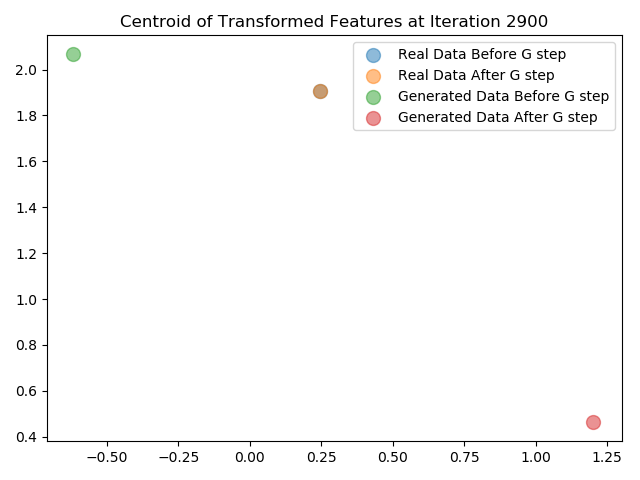 Centroid of Transformed Features at Iteration 2900
Real Data Before G step
Real Data After G step
Generated Data Before G step
Generated Data After G step
2.0
1.8
1.6
1.4
1.2
1.0
0.8
0.6
0.4
−0.50 −0.25 0.00 0.25 0.50 0.75 1.00 1.25